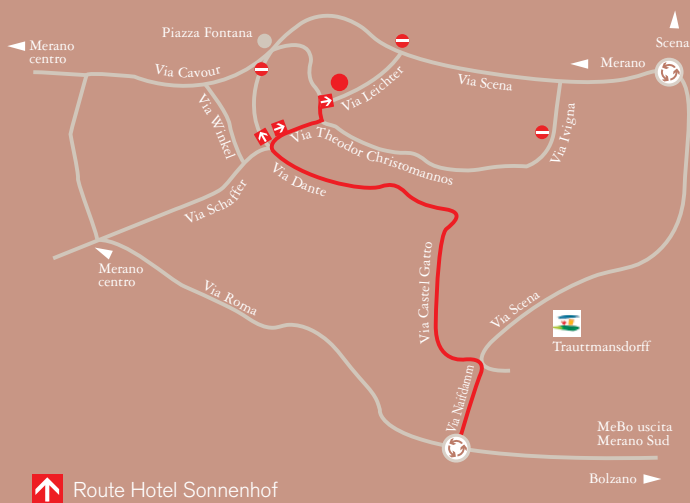 Piazza Fontana
Merano
centro
Via Cavour
Scena
Merano
Via Scena
Via Leichter
Via Winkel
Via Theodor Christomannos
Via Ivigna
Via Dante
Via Schaffer
Merano
centro
Via Roma
Via Castel Gatto
Via Scena
Trauttmansdorff
Via Naifdamm
MeBo uscita
Merano Sud
Bolzano
Route Hotel Sonnenhof